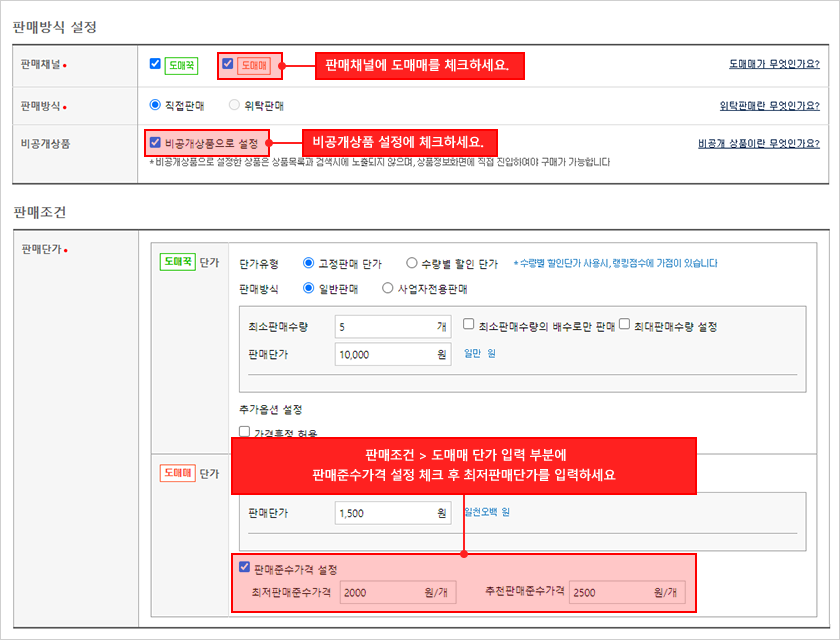 판매방식 설정
판매채널
도매꾹 도매매
판매채널에 도매매를 체크하세요.
도매매가 무엇인가요?
판매방식
직접판매 위탁판매
위탁판매란 무엇인가요?
비공개상품
비공개상품으로 설정
비공개상품 설정에 체크하세요.
비공개 상품이란 무엇인가요?
*비공개상품으로 설정한 상품은 상품목록과 검색시에 노출되지 않으며, 상품정보화면에 직접 진입하여야 구매가 가능합니다
판매조건
판매단가
도매꾹 단가
단가유형 고정판매 단가 수량별 할인 단가 *수량별 할인단가 사용시, 랭킹점수에 가점이 있습니다
판매방식 일반판매 사업자전용판매
최소판매수량 5 개 최소판매수량의 배수로만 판매 최대판매수량 설정
판매단가 10,000 원 일만 원
추가옵션 설정
가격흥정 허용
판매조건 > 도매매 단가 입력 부분에
판매준수가격 설정 체크 후 최저판매단가를 입력하세요
도매매 단가
판매단가 1,500 원 일천오백 원
판매준수가격 설정
최저판매준수가격 2000 원/개 추천판매준수가격 2500 원/개